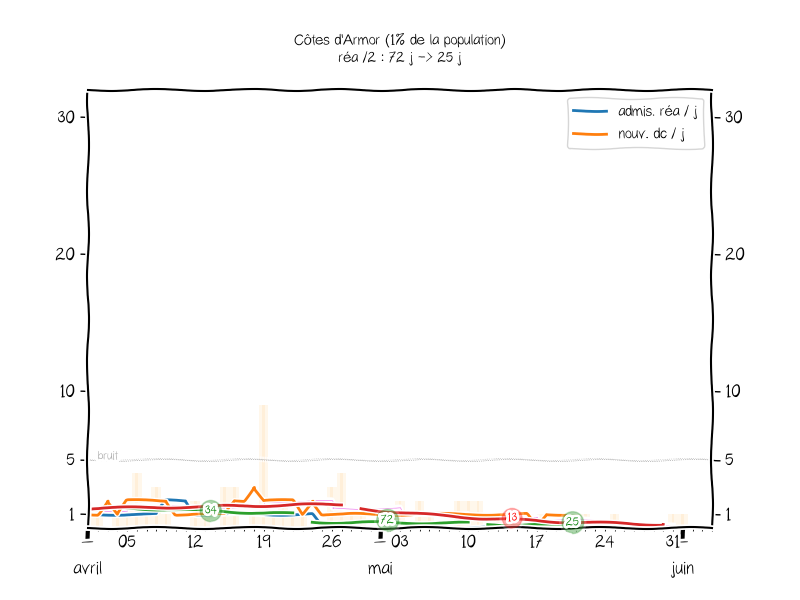 Côtes d'Armor (1% de la population)
réa /2 : 72 j -> 25 j
admis. réa / j
nouv. dc / j
30
30
20
20
10
10
5
bruit
5
1
1
34
72
13
25
05
12
19
26
03
10
17
24
31
avril
mai
juin